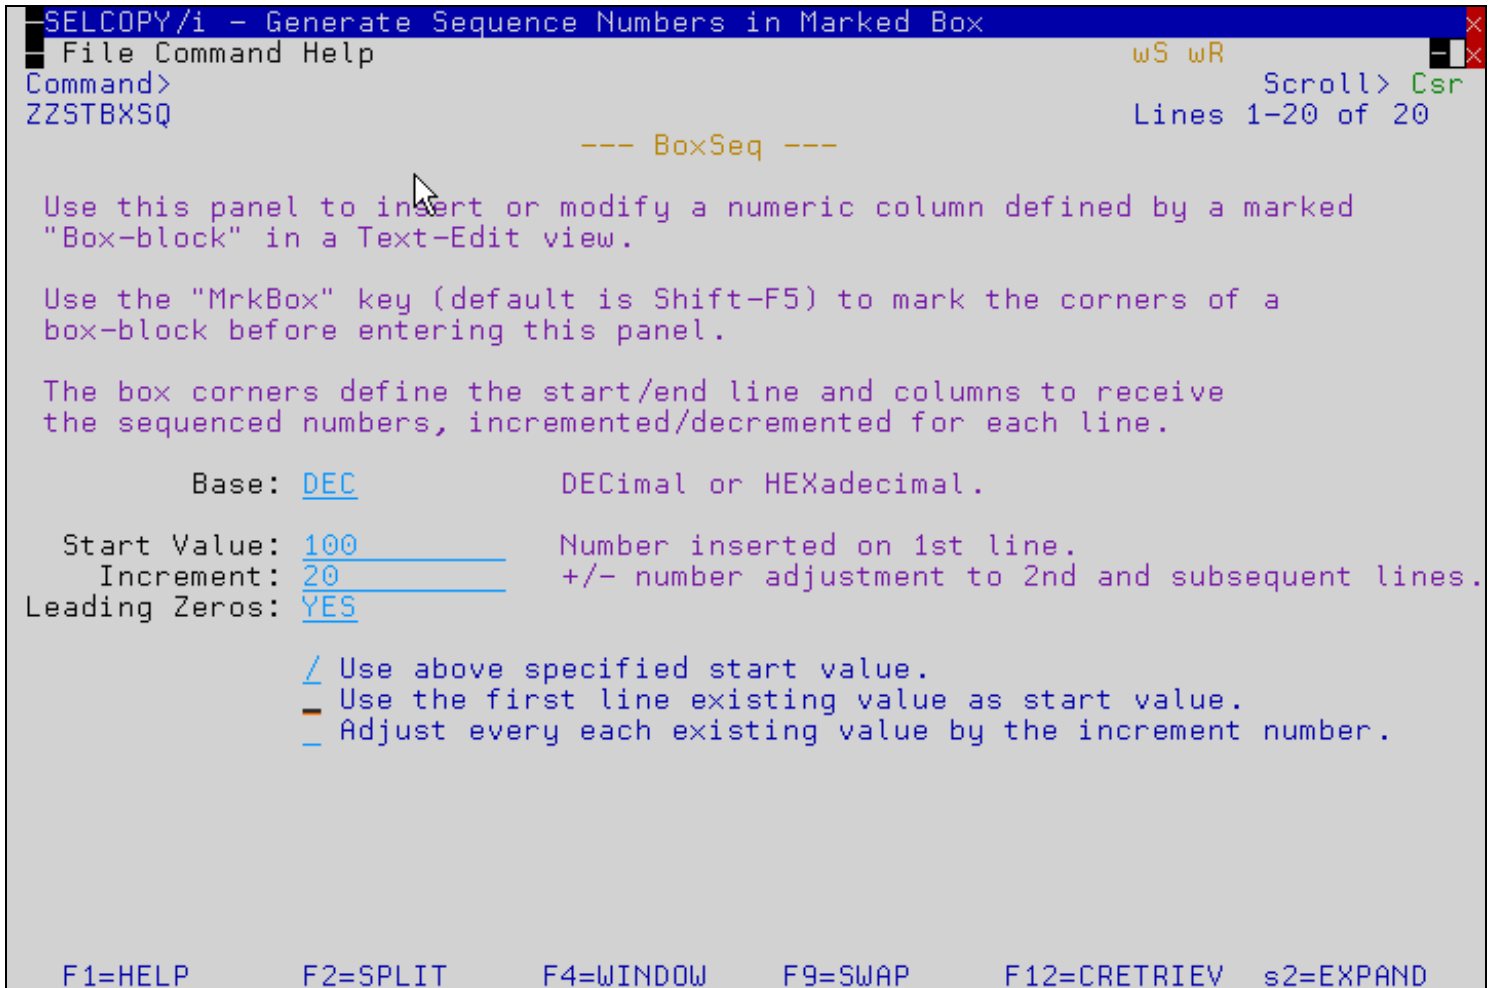 SELCOPY/i - Generate Sequence Numbers in Marked Box
File Command Help wS wR
Command> Scroll> Csr
ZZSTBXSQ Lines 1-20 of 20
--- BoxSeq ---
Use this panel to insert or modify a numeric column defined by a marked
"Box-block" in a Text-Edit view.
Use the "MrkBox" key (default is Shift-F5) to mark the corners of a
box-block before entering this panel.
The box corners define the start/end line and columns to receive
the sequenced numbers, incremented/decremented for each line.
Base: DEC DECimal or HEXadecimal.
Start Value: 100 Number inserted on 1st line.
Increment: 20 +/- number adjustment to 2nd and subsequent lines.
Leading Zeros: YES
/ Use above specified start value.
_ Use the first line existing value as start value.
_ Adjust every each existing value by the increment number.
F1=HELP F2=SPLIT F4=WINDOW F9=SWAP F12=CRETRIEV s2=EXPAND